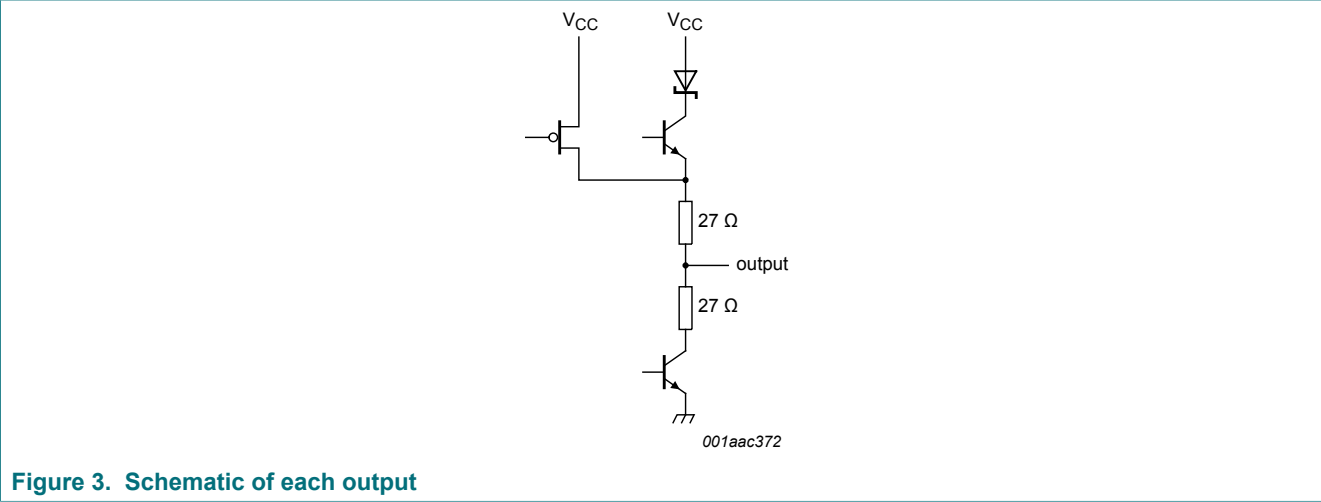 VCC VCC
27 Ω
output
27 Ω
001aac372
Figure 3. Schematic of each output